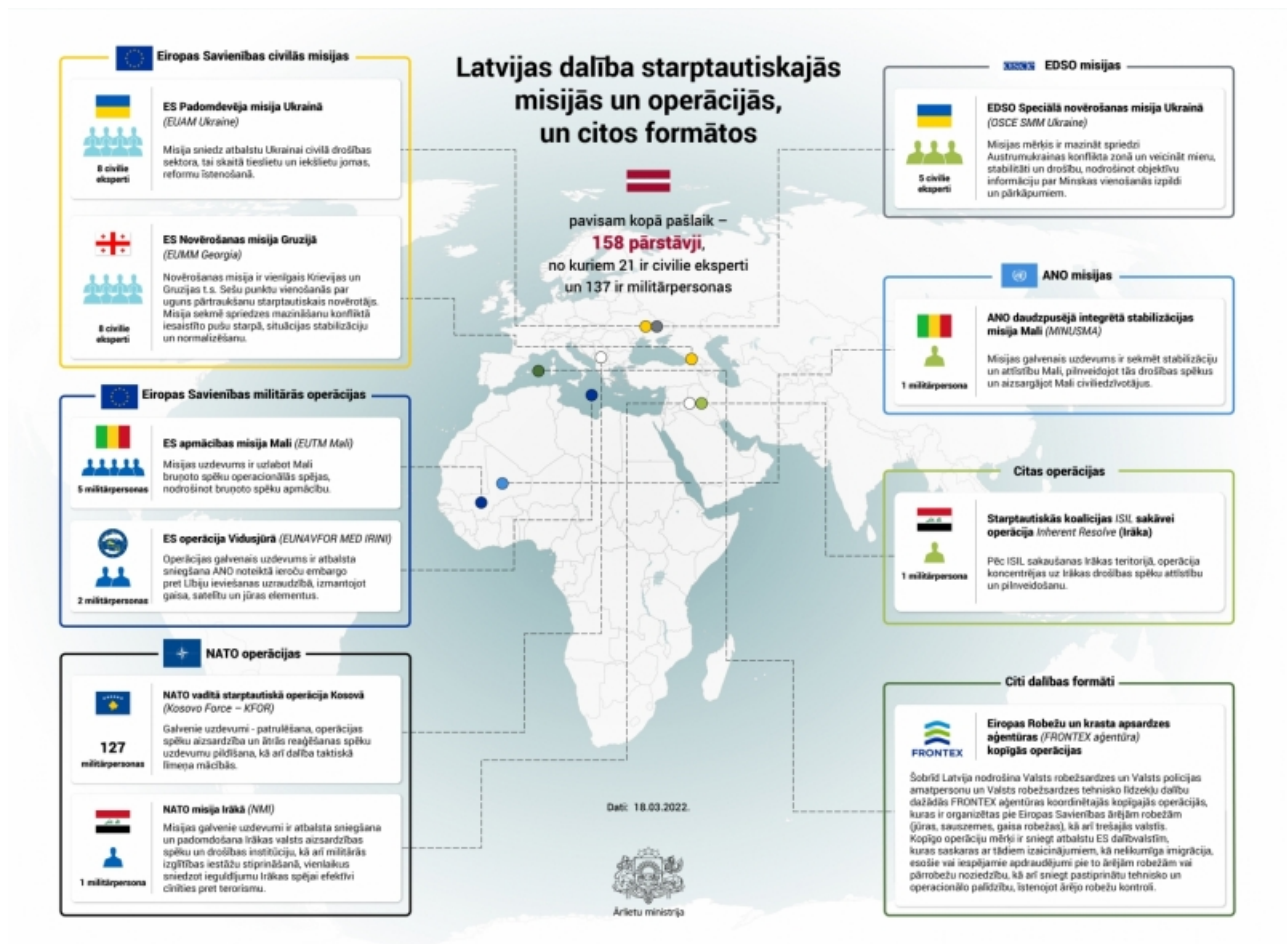 Latvijas dalība starptautiskajās
misijās un operācijās,
un citos formātos
pavisam kopā pašlaik –
158 pārstāvji,
no kuriem 21 ir civilie eksperti
un 137 ir militārpersonas
Eiropas Savienības civilās misijas
ES Padomdevēja misija Ukrainā
(EUAM Ukraine)
Misija sniedz atbalstu Ukrainai civilā drošības
sektora, tai skaitā tieslietu un iekšlietu jomas,
reformu īstenošanā.
8 civilie
eksperti
ES Novērošanas misija Gruzijā
(EUMM Georgia)
Novērošanas misija ir vienīgais Krievijas un
Gruzijas t.s. Sešu punktu vienošanās par
uguns pārtraukšanu starptautiskais novērotājs.
Misija sekmē spriedzes mazināšanu konfliktā
iesaistīto pušu starpā, situācijas stabilizāciju
un normalizēšanu.
8 civilie
eksperti
Eiropas Savienības militārās operācijas
ES apmācības misija Mali (EUTM Mali)
Misijas uzdevums ir uzlabot Mali
bruņoto spēku operacionālās spējas,
nodrošinot bruņoto spēku apmācību.
5 militārpersonas
ES operācija Vidusjūrā (EUNAVFOR MED IRINI)
Operācijas galvenais uzdevums ir atbalsta
sniegšana ANO noteiktā ieroču embargo
pret Lībiju ieviešanas uzraudzībā, izmantojot
gaisa, satelītu un jūras elementus.
2 militārpersonas
NATO operācijas
NATO vadītā starptautiskā operācija Kosovā
(Kosovo Force – KFOR)
Galvenie uzdevumi - patrulēšana, operācijas
spēku aizsardzība un ātrās reaģēšanas spēku
uzdevumu pildīšana, kā arī dalība taktiskā
līmeņa mācībās.
127
militārpersonas
NATO misija Irākā (NMI)
Misijas galvenie uzdevumi ir atbalsta sniegšana
un padomdošana Irākas valsts aizsardzības
spēku un drošības institūciju, kā arī militārās
izglītības iestāžu stiprināšanā, vienlaikus
sniedzot ieguldījumu Irākas spējai efektīvi
cīnīties pret terorismu.
1 militārpersona
OSCE EDSO misijas
EDSO Speciālā novērošanas misija Ukrainā
(OSCE SMM Ukraine)
Misijas mērķis ir mazināt spriedzi
Austrumukrainas konflikta zonā un veicināt mieru,
stabilitāti un drošību, nodrošinot objektīvu
informāciju par Minskas vienošanās izpildi
un pārkāpumiem.
5 civilie
eksperti
ANO misijas
ANO daudzpusējā integrētā stabilizācijas
misija Mali (MINUSMA)
Misijas galvenais uzdevums ir sekmēt stabilizāciju
un attīstību Mali, pilnveidojot tās drošības spēkus
un aizsargājot Mali civiliedzīvotājus.
1 militārpersona
Citas operācijas
Starptautiskās koalīcijas ISIL sakāvei
operācija Inherent Resolve (Irāka)
Pēc ISIL sakaušanas Irākas teritorijā, operācija
koncentrējas uz Irākas drošības spēku attīstību
un pilnveidošanu.
1 militārpersona
Citi dalības formāti
FRONTEX
Eiropas Robežu un krasta apsardzes
aģentūras (FRONTEX aģentūra)
kopīgās operācijas
Šobrīd Latvija nodrošina Valsts robežsardzes un Valsts policijas
amatpersonu un Valsts robežsardzes tehnisko līdzekļu dalību
dažādās FRONTEX aģentūras koordinētajās kopīgajās operācijās,
kuras ir organizētas pie Eiropas Savienības ārējām robežām
(jūras, sauszemes, gaisa robežas), kā arī trešajās valstīs.
Kopīgo operāciju mērķi ir sniegt atbalstu ES dalībvalstīm,
kuras saskaras ar tādiem izaicinājumiem, kā nelikumīga imigrācija,
esošie vai iespējamie apdraudējumi pie to ārējām robežām vai
pārrobežu noziedzību, kā arī sniegt pastiprinātu tehnisko un
operacionālo palīdzību, īstenojot ārējo robežu kontroli.
Dati: 18.03.2022.
Ārlietu ministrija